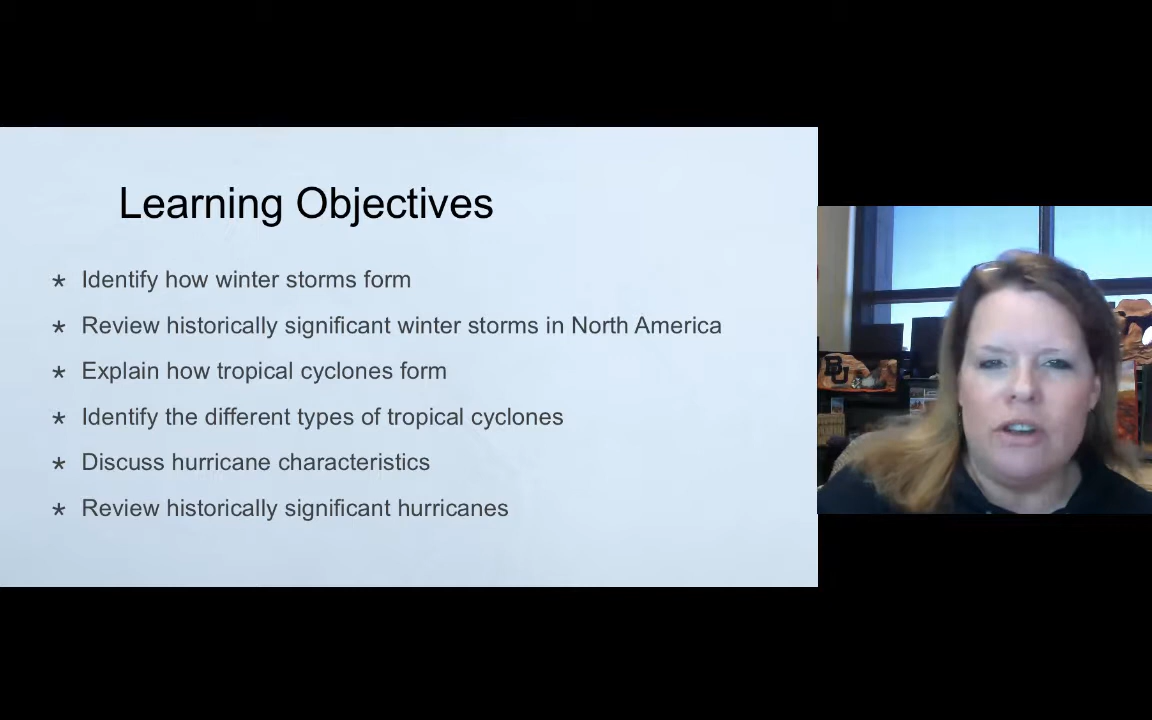 Learning Objectives
* Identify how winter storms form
* Review historically significant winter storms in North America
* Explain how tropical cyclones form
* Identify the different types of tropical cyclones
* Discuss hurricane characteristics
* Review historically significant hurricanes
BU